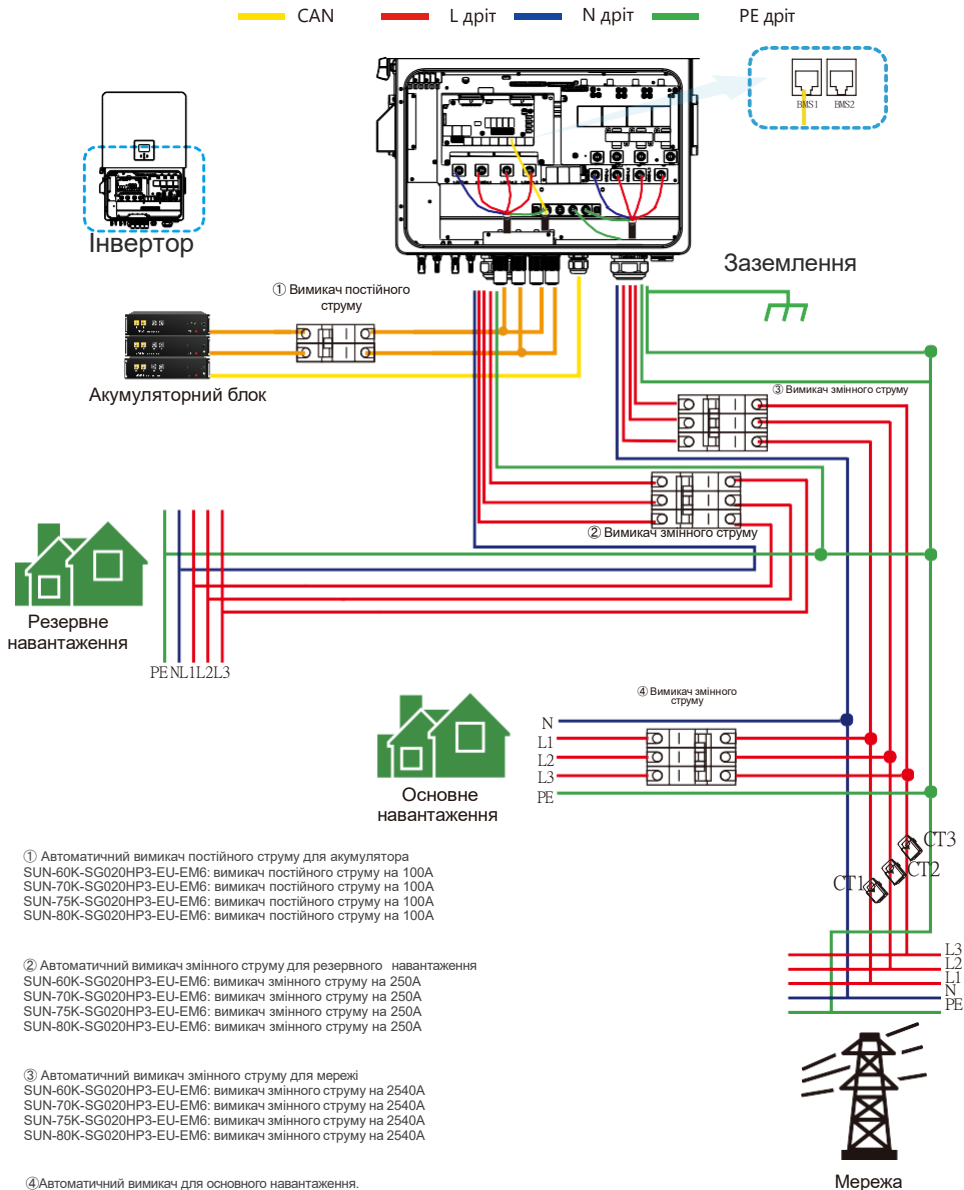 CAN
L дріт
N дріт
PE дріт
BMS1
BMS2
Інвертор
Заземлення
① Вимикач постійного
струму
③ Вимикач змінного струму
Акумуляторний блок
② Вимикач змінного струму
Резервне
навантаження
PE N L1 L2 L3
④ Вимикач змінного
струму
N
L1
L2
L3
PE
Основне
навантаження
CT3
CT2
CT1
① Автоматичний вимикач постійного струму для акумулятора
SUN-60K-SG020HP3-EU-EM6: вимикач постійного струму на 100А
SUN-70K-SG020HP3-EU-EM6: вимикач постійного струму на 100А
SUN-75K-SG020HP3-EU-EM6: вимикач постійного струму на 100А
SUN-80K-SG020HP3-EU-EM6: вимикач постійного струму на 100А
L3
L2
L1
N
PE
② Автоматичний вимикач змінного струму для резервного навантаження
SUN-60K-SG020HP3-EU-EM6: вимикач змінного струму на 250А
SUN-70K-SG020HP3-EU-EM6: вимикач змінного струму на 250А
SUN-75K-SG020HP3-EU-EM6: вимикач змінного струму на 250А
SUN-80K-SG020HP3-EU-EM6: вимикач змінного струму на 250А
③ Автоматичний вимикач змінного струму для мережі
SUN-60K-SG020HP3-EU-EM6: вимикач змінного струму на 2540А
SUN-70K-SG020HP3-EU-EM6: вимикач змінного струму на 2540А
SUN-75K-SG020HP3-EU-EM6: вимикач змінного струму на 2540А
SUN-80K-SG020HP3-EU-EM6: вимикач змінного струму на 2540А
④Автоматичний вимикач для основного навантаження.
Мережа